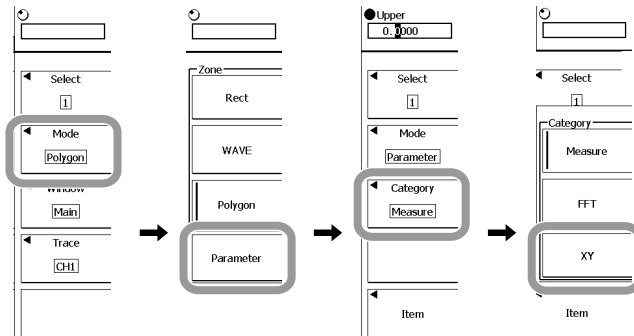 Select
1
Mode
Polygon
Window
Main
Trace
CH1
Zone
Rect
WAVE
Polygon
Parameter
Upper
0.0000
Select
1
Mode
Parameter
Category
Measure
Item
Select
1
Category
Measure
FFT
XY
Item